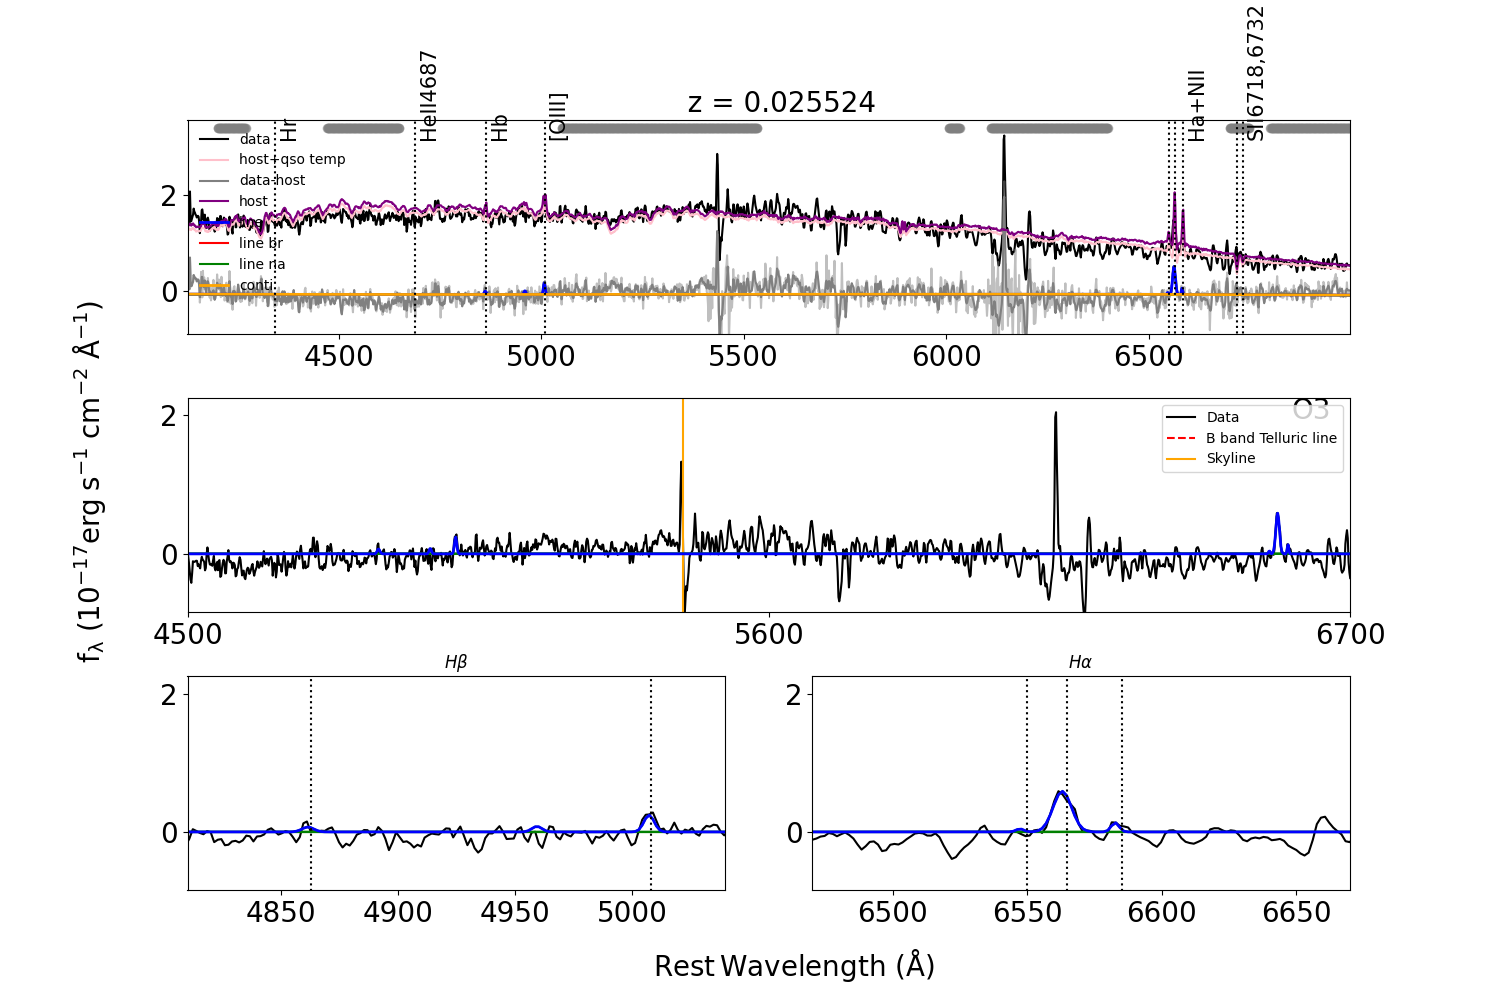 z = 0.025524
Hr
HeII4687
Hb
[OIII]
Ha+NII
SII6718,6732
data
host+qso temp
data-host
host
line
line br
line na
conti
2
0
4500
5000
5500
6000
6500
f_λ (10^{-17} erg s^{-1} cm^{-2} Å^{-1})
O3
Data
B band Telluric line
Skyline
2
0
4500
5600
6700
Hβ
2
0
4850
4900
4950
5000
Hα
2
0
6500
6550
6600
6650
Rest Wavelength (Å)